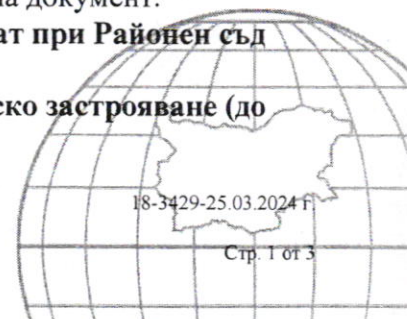 на документ:
ат при Районен съд
ско застрояване (до
18-3429-25.03.2024 г.
Стр. 1 от 3